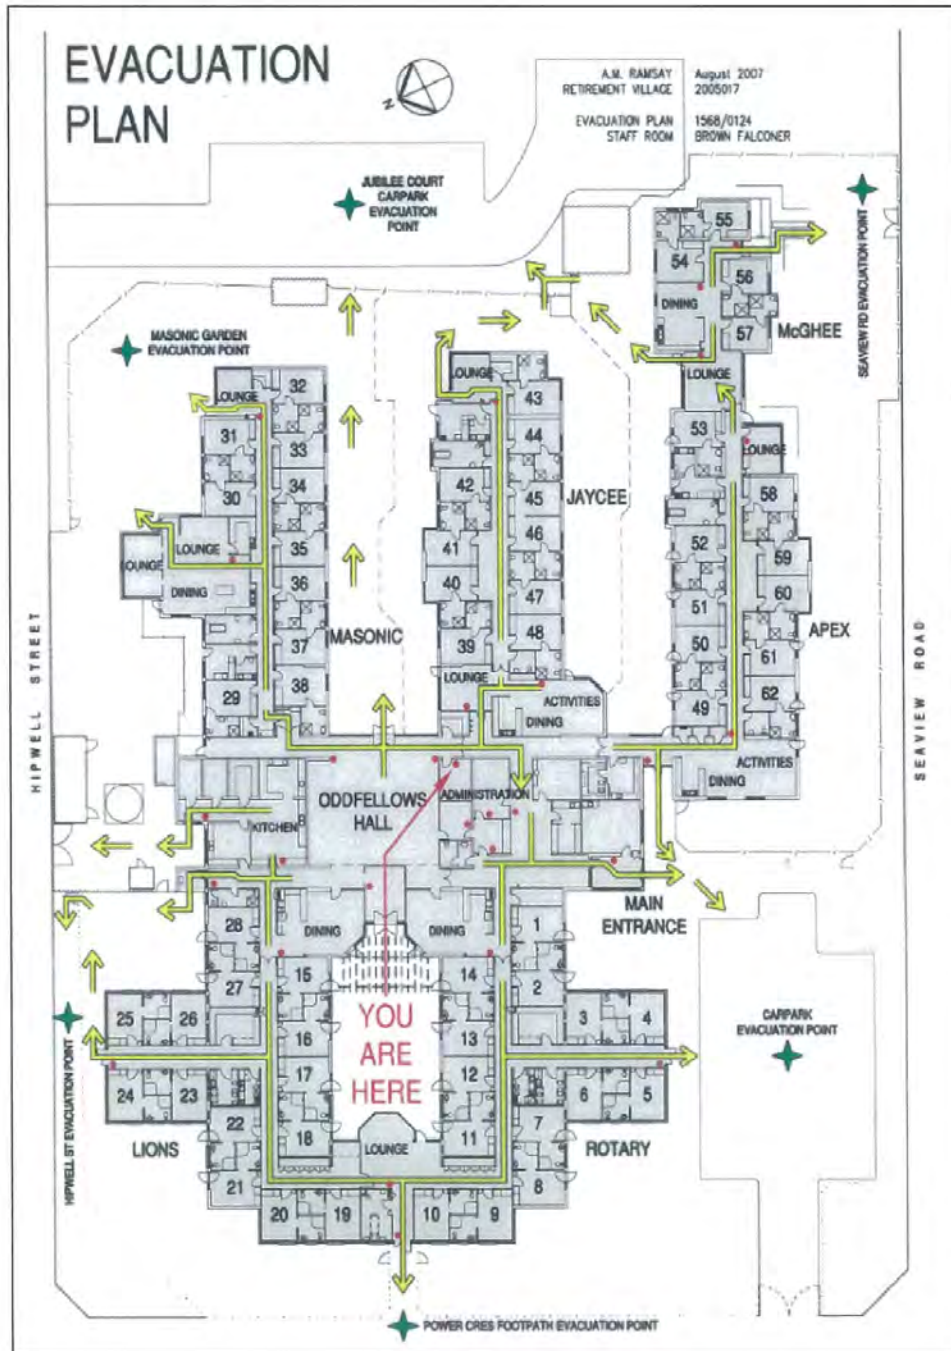 EVACUATION
PLAN
N
A.M. RAMSAY August 2007
RETIREMENT VILLAGE 2005017
EVACUATION PLAN 1568/0124
STAFF ROOM BROWN FALCONER
JUBILEE COURT
CARPARK
EVACUATION
POINT
SEAVIEW RD EVACUATION POINT
55
54
56
DINING
57
McGHEE
LOUNGE
MASONIC GARDEN
EVACUATION POINT
LOUNGE
32
31
33
30
34
LOUNGE
35
LOUNGE
DINING
36
37
MASONIC
29
38
LOUNGE
43
44
42
45
JAYCEE
41
46
40
47
39
48
LOUNGE
ACTIVITIES
DINING
53
LOUNGE
58
52
59
51
60
APEX
50
61
49
62
ACTIVITIES
DINING
HIPWELL STREET
SEAVIEW ROAD
ODDFELLOWS
HALL
ADMINISTRATION
KITCHEN
MAIN
ENTRANCE
DINING
DINING
28
1
27
15
14
2
25
26
16
13
3
4
YOU
ARE
HERE
17
12
24
23
6
5
22
18
11
7
LIONS
LOUNGE
ROTARY
21
8
20
19
10
9
HIPWELL ST EVACUATION POINT
CARPARK
EVACUATION POINT
POWER CRES FOOTPATH EVACUATION POINT